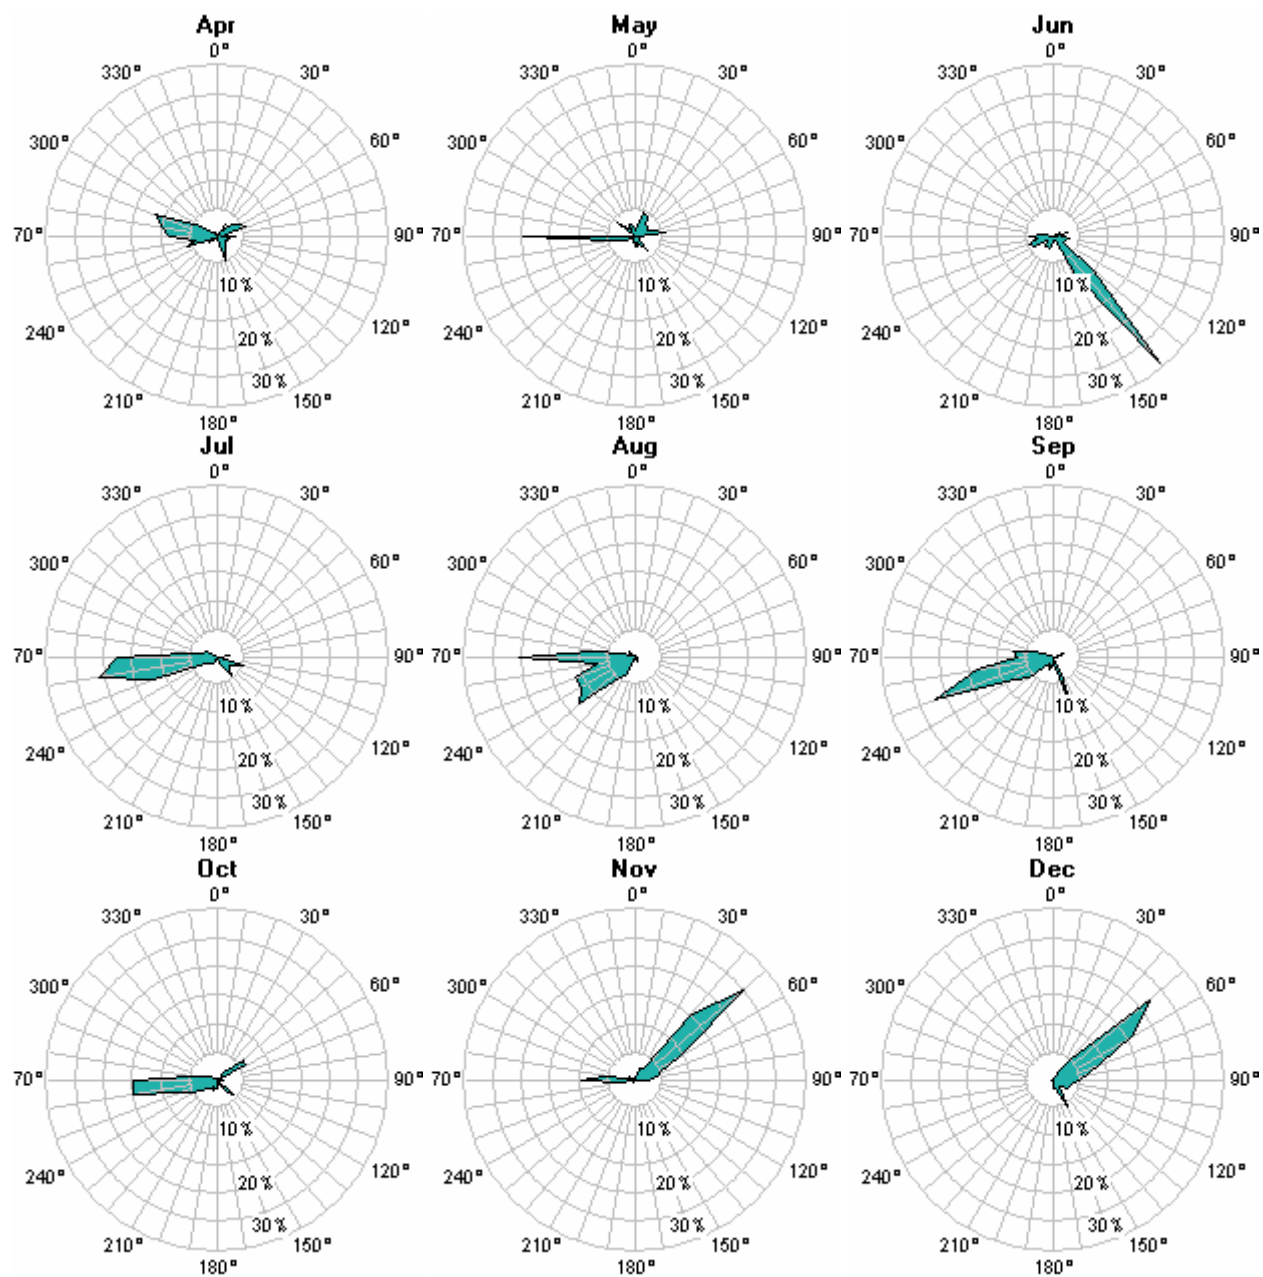 Apr May Jun
0° 0° 0°
330° 30° 330° 30° 330° 30°
300° 60° 300° 60° 300° 60°
70° 90° 70° 90° 70° 90°
10% 10% 10%
240° 20% 120° 240° 20% 120° 240° 20% 120°
30% 30% 30%
210° 150° 210° 150° 210° 150°
180° 180° 180°
Jul Aug Sep
0° 0° 0°
330° 30° 330° 30° 330° 30°
300° 60° 300° 60° 300° 60°
70° 90° 70° 90° 70° 90°
10% 10% 10%
240° 20% 120° 240° 20% 120° 240° 20% 120°
30% 30% 30%
210° 150° 210° 150° 210° 150°
180° 180° 180°
Oct Nov Dec
0° 0° 0°
330° 30° 330° 30° 330° 30°
300° 60° 300° 60° 300° 60°
70° 90° 70° 90° 70° 90°
10% 10% 10%
240° 20% 120° 240° 20% 120° 240° 20% 120°
30% 30% 30%
210° 150° 210° 150° 210° 150°
180° 180° 180°